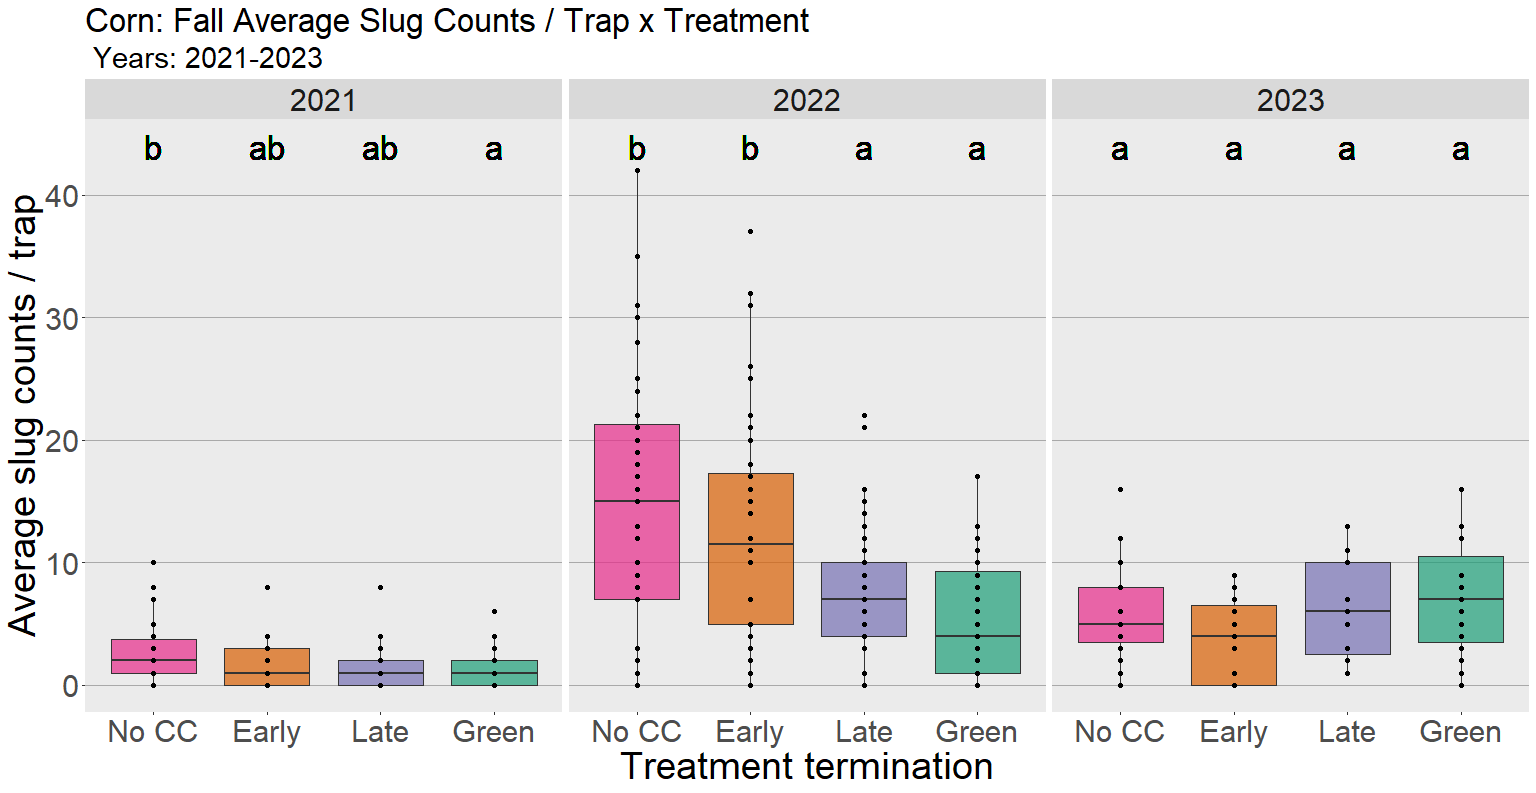 Corn: Fall Average Slug Counts / Trap x Treatment
Years: 2021-2023
2021 2022 2023
b ab ab a b b a a a a a a
40
30
20
10
0
Average slug counts / trap
No CC Early Late Green No CC Early Late Green No CC Early Late Green
Treatment termination